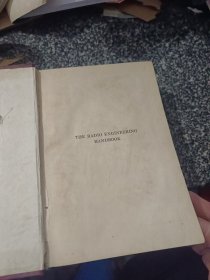 THE RADIO ENGINEERING
HANDBOOK